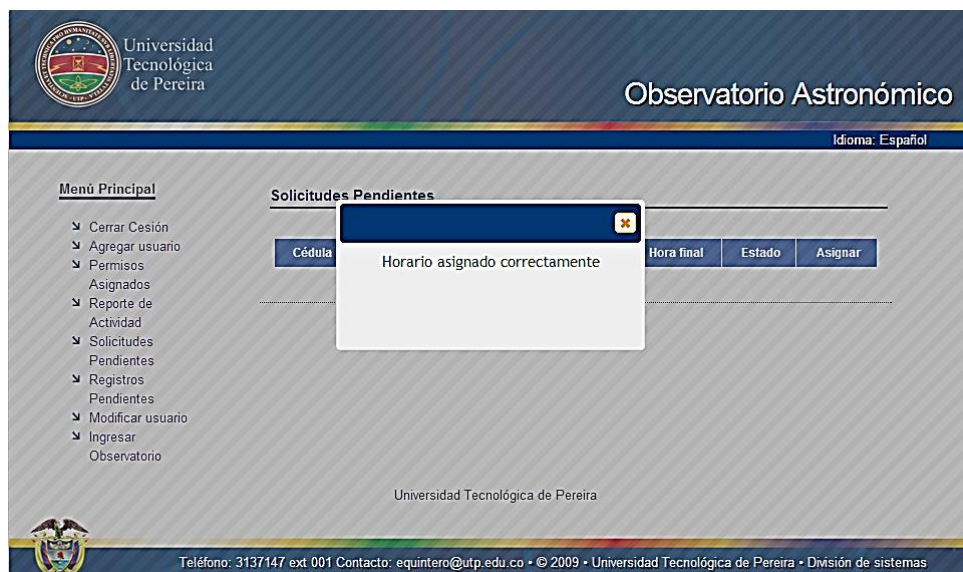 Universidad
Tecnológica
de Pereira
Observatorio Astronómico
Idioma: Español
Menú Principal
Cerrar Cesión
Agregar usuario
Permisos
Asignados
Reporte de
Actividad
Solicitudes
Pendientes
Registros
Pendientes
Modificar usuario
Ingresar
Observatorio
Solicitudes Pendientes
Cédula
Hora final
Estado
Asignar
Horario asignado correctamente
Universidad Tecnológica de Pereira
Teléfono: 3137147 ext 001 Contacto: equintero@utp.edu.co • © 2009 • Universidad Tecnológica de Pereira • División de sistemas